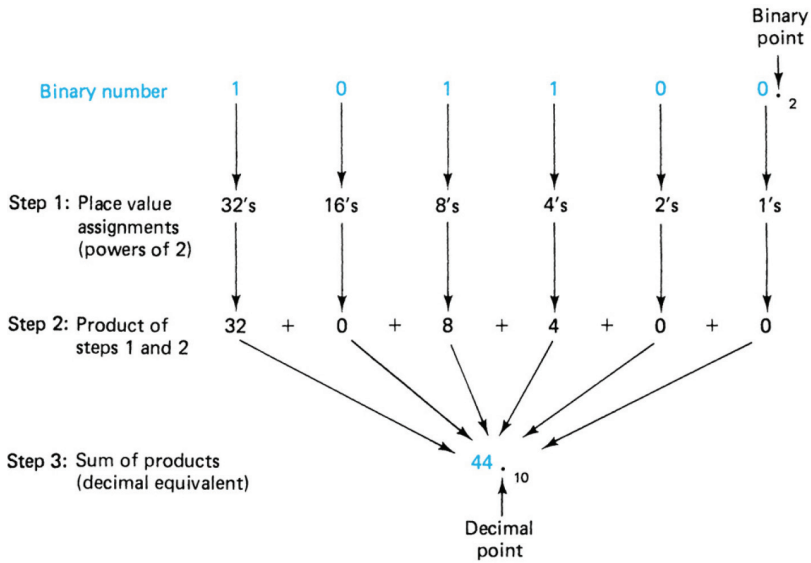 Binary
point
Binary number 1 0 1 1 0 0 . 2
Step 1: Place value 32's 16's 8's 4's 2's 1's
assignments
(powers of 2)
Step 2: Product of 32 + 0 + 8 + 4 + 0 + 0
steps 1 and 2
Step 3: Sum of products 44 . 10
(decimal equivalent)
Decimal
point